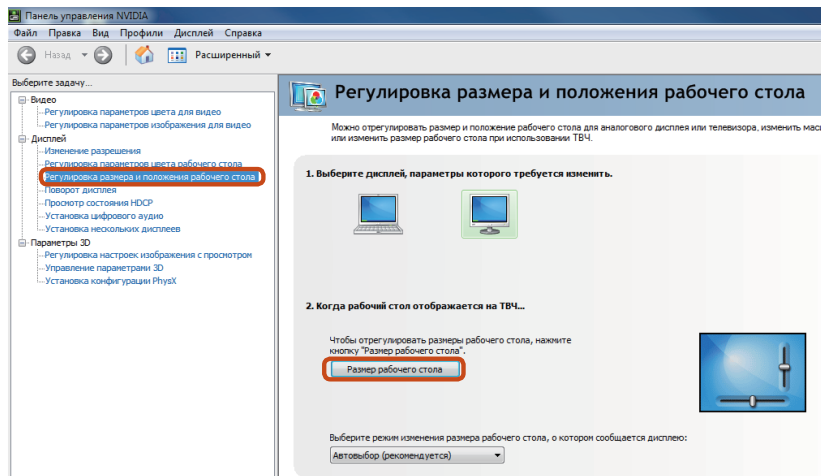 Панель управления NVIDIA
Файл Правка Вид Профили Дисплей Справка
Назад Расширенный
Выберите задачу...
Видео
Регулировка параметров цвета для видео
Регулировка параметров изображения для видео
Дисплей
Изменение разрешения
Регулировка параметров цвета рабочего стола
Регулировка размера и положения рабочего стола
Поворот дисплея
Просмотр состояния HDCP
Установка цифрового аудио
Установка нескольких дисплеев
Параметры 3D
Регулировка настроек изображения с просмотром
Управление параметрами 3D
Установка конфигурации PhysX
Регулировка размера и положения рабочего стола
Можно отрегулировать размер и положение рабочего стола для аналогового дисплея или телевизора, изменить мас
или изменить размер рабочего стола при использовании ТВЧ.
1. Выберите дисплей, параметры которого требуется изменить.
2. Когда рабочий стол отображается на ТВЧ...
Чтобы отрегулировать размеры рабочего стола, нажмите
кнопку "Размер рабочего стола".
Размер рабочего стола
Выберите режим изменения размера рабочего стола, о котором сообщается дисплею:
Автовыбор (рекомендуется)